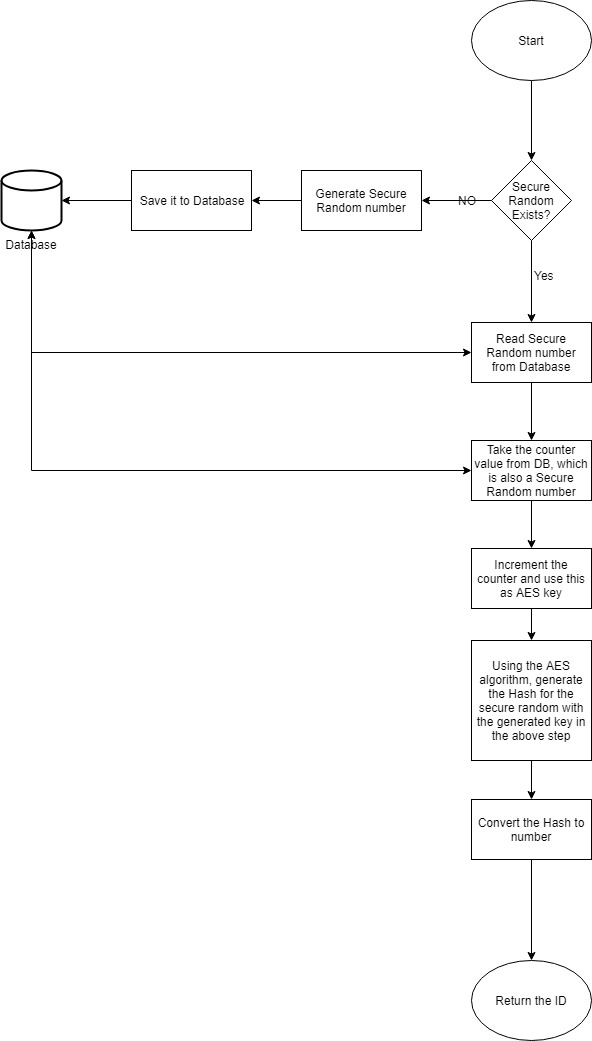 Start
Secure
Random
Exists?
NO
Generate Secure
Random number
Save it to Database
Database
Yes
Read Secure
Random number
from Database
Take the counter
value from DB, which
is also a Secure
Random number
Increment the
counter and use this
as AES key
Using the AES
algorithm, generate
the Hash for the
secure random with
the generated key in
the above step
Convert the Hash to
number
Return the ID